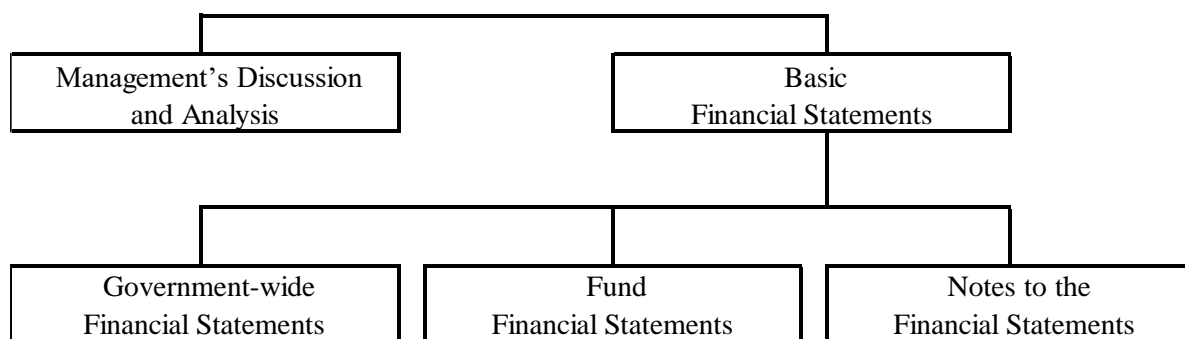 Management’s Discussion
and Analysis
Basic
Financial Statements
Government-wide
Financial Statements
Fund
Financial Statements
Notes to the
Financial Statements